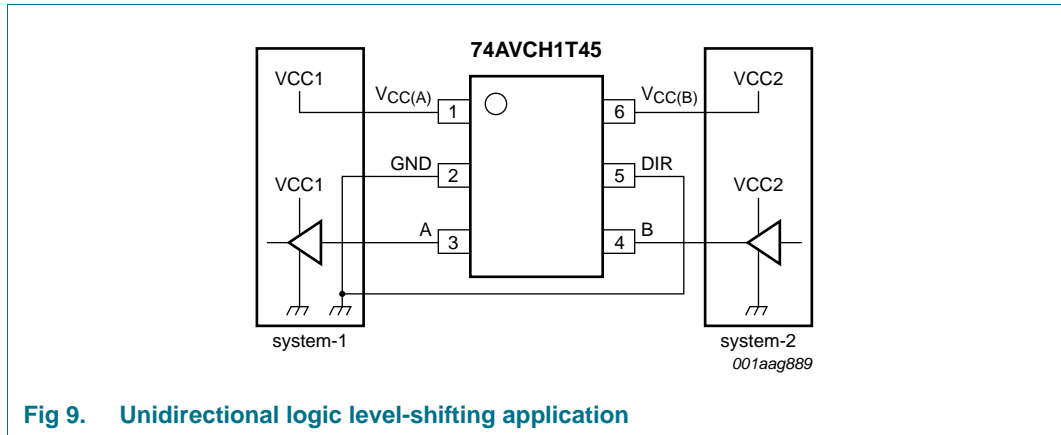 74AVCH1T45
VCC1
VCC2
VCC(A)
1
6
VCC(B)
GND
2
5
DIR
VCC1
VCC2
A
3
4
B
system-1
system-2
001aag889
Fig 9. Unidirectional logic level-shifting application